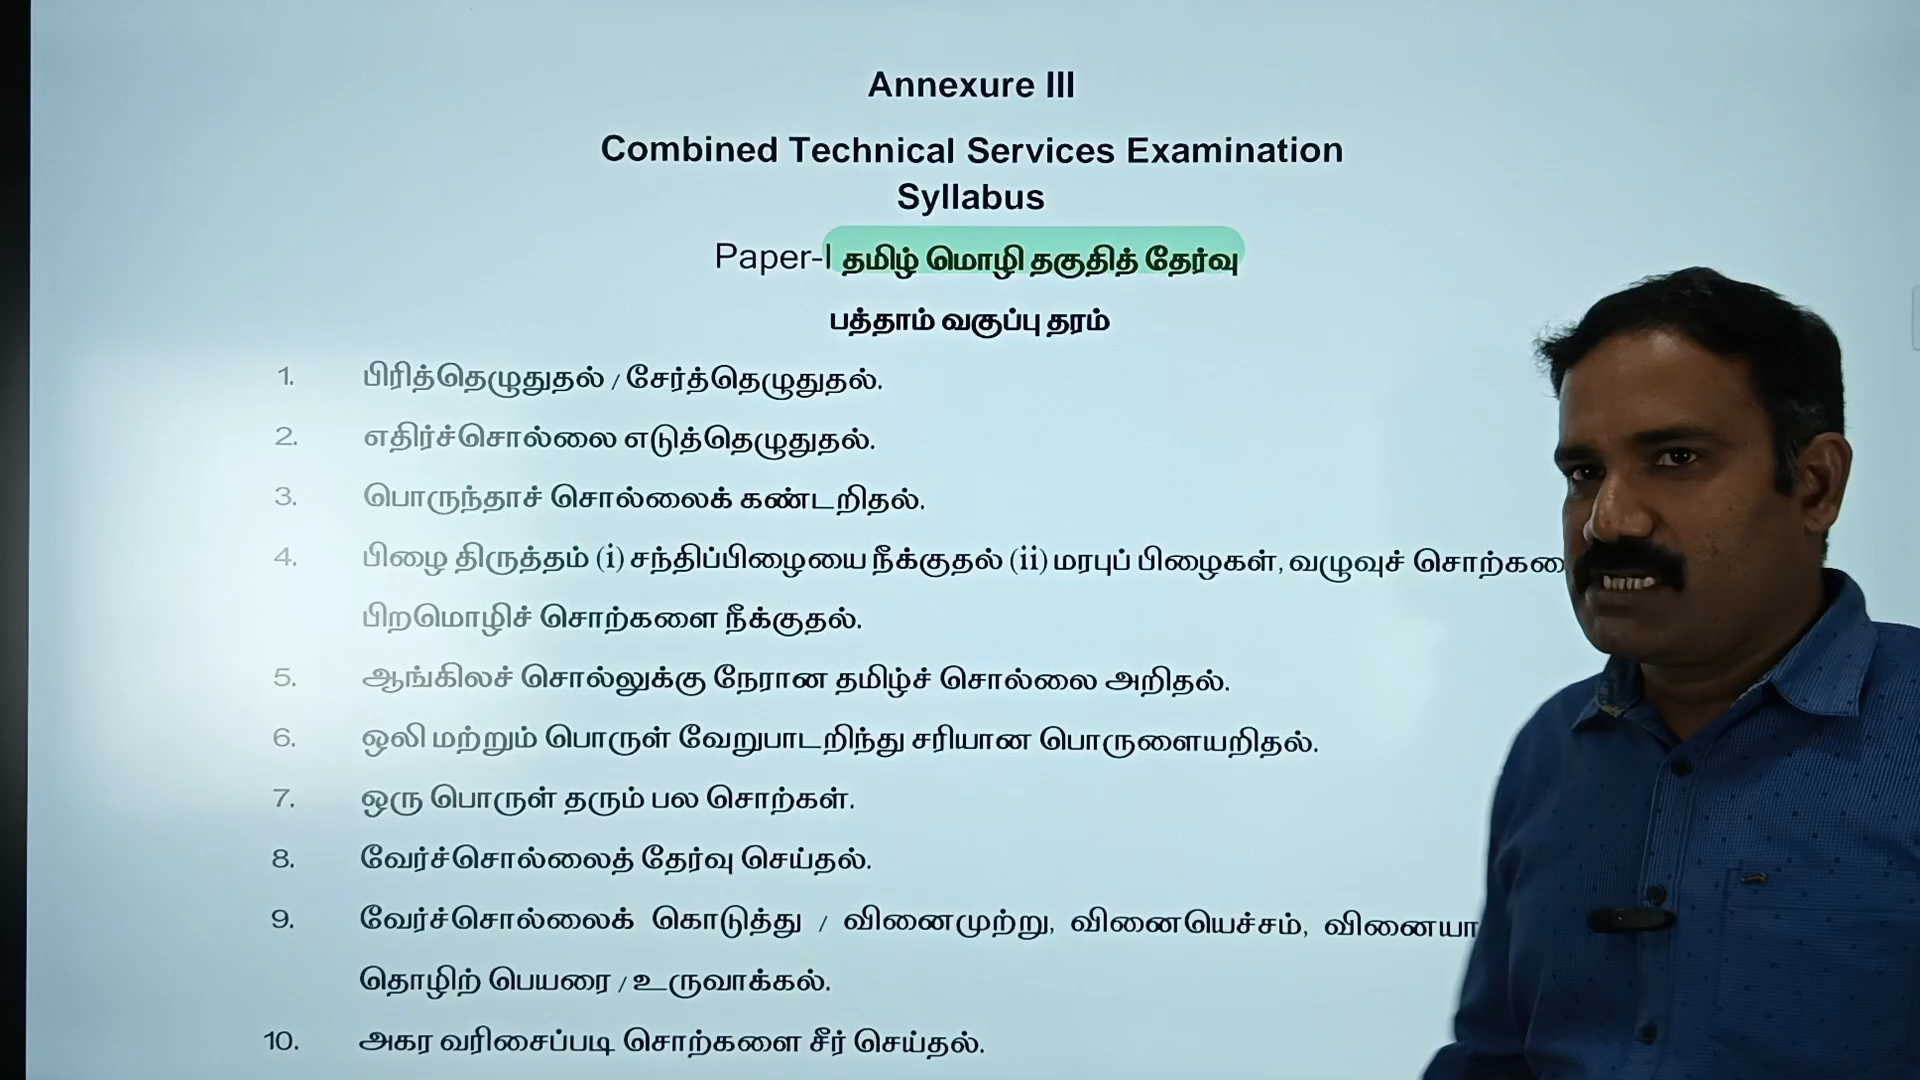 Annexure III
Combined Technical Services Examination
Syllabus
Paper-I தமிழ் மொழி தகுதித் தேர்வு
பத்தாம் வகுப்பு தரம்
1. பிரித்தெழுதுதல் / சேர்த்தெழுதுதல்.
2. எதிர்ச்சொல்லை எடுத்தெழுதுதல்.
3. பொருந்தாச் சொல்லைக் கண்டறிதல்.
4. பிழை திருத்தம் (i) சந்திப்பிழையை நீக்குதல் (ii) மரபுப் பிழைகள், வழுவுச்
பிறமொழிச் சொற்களை நீக்குதல்.
5. ஆங்கிலச் சொல்லுக்கு நேரான தமிழ்ச் சொல்லை அறிதல்.
6. ஒலி மற்றும் பொருள் வேறுபாடறிந்து சரியான பொருளையறிதல்.
7. ஒரு பொருள் தரும் பல சொற்கள்.
8. வேர்ச்சொல்லைத் தேர்வு செய்தல்.
9. வேர்ச்சொல்லைக் கொடுத்து / வினைமுற்று, வினையெச்சம்,
தொழிற் பெயரை / உருவாக்கல்.
10. அகர வரிசைப்படி சொற்களை சீர் செய்தல்.